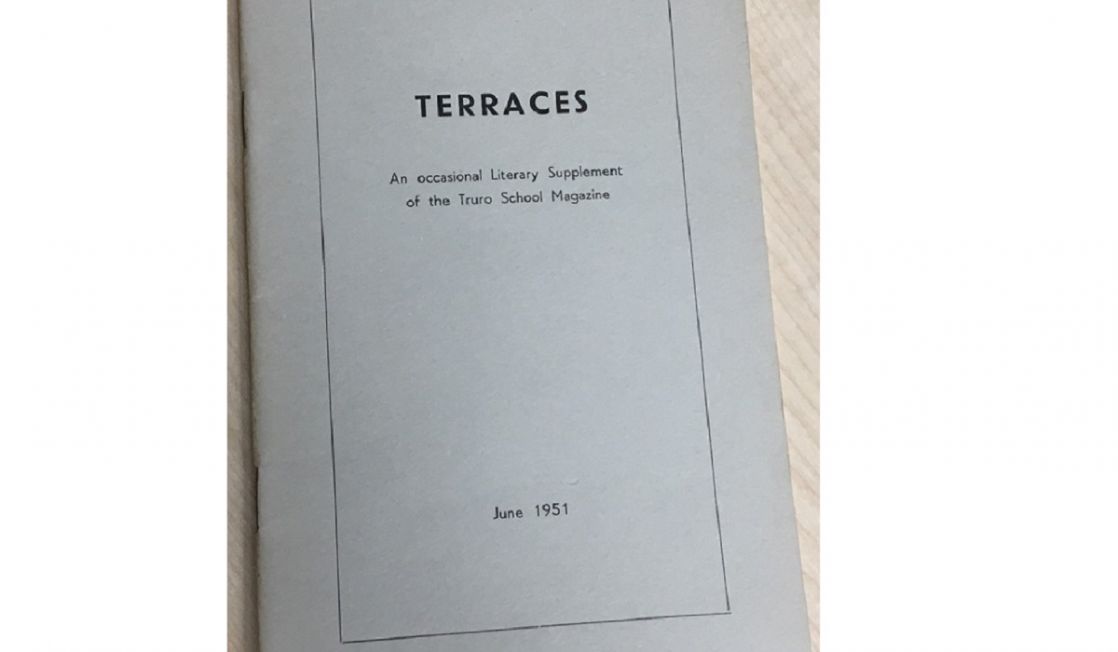 TERRACES
An occasional Literary Supplement
of the Truro School Magazine
June 1951